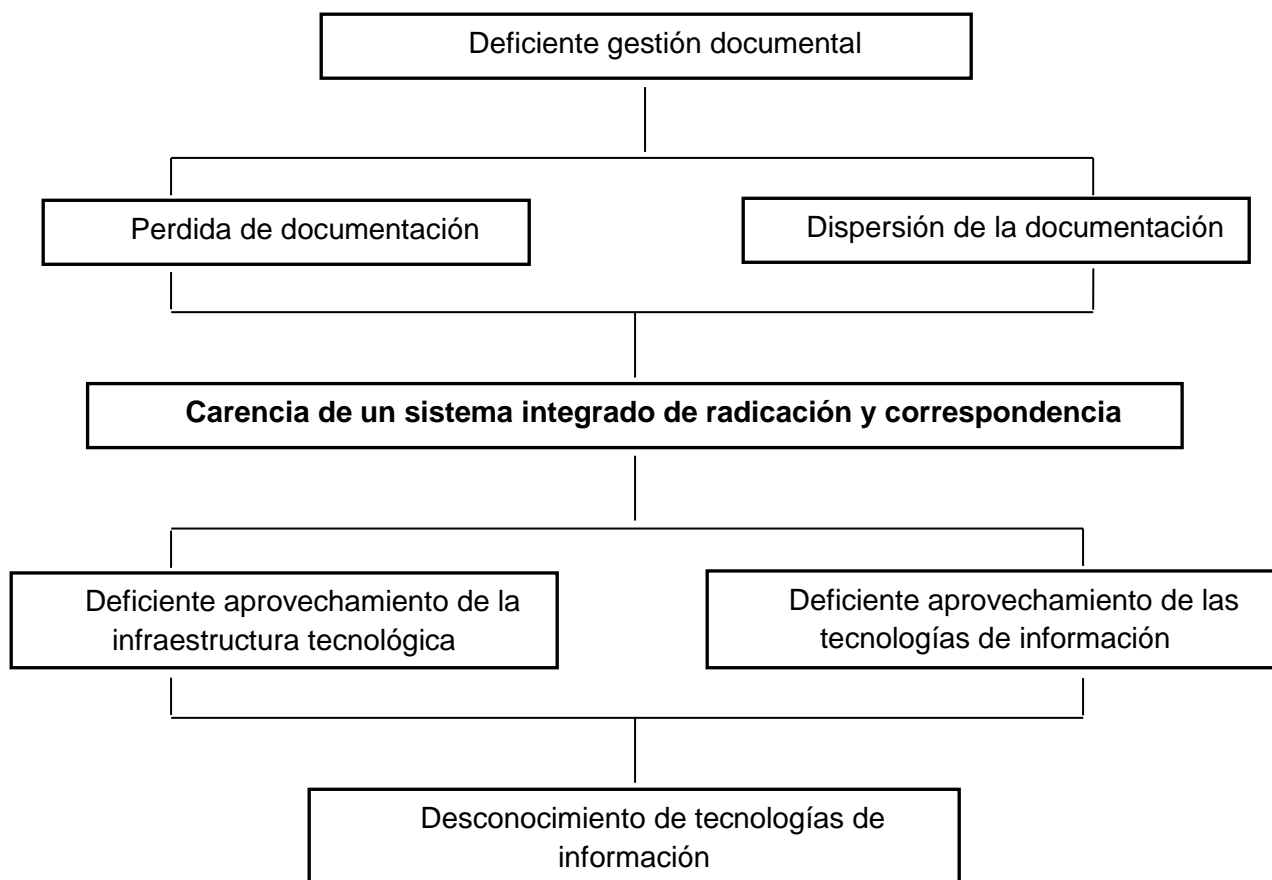 Deficiente gestión documental
Perdida de documentación
Dispersión de la documentación
Carencia de un sistema integrado de radicación y correspondencia
Deficiente aprovechamiento de la
infraestructura tecnológica
Deficiente aprovechamiento de las
tecnologías de información
Desconocimiento de tecnologías de
información